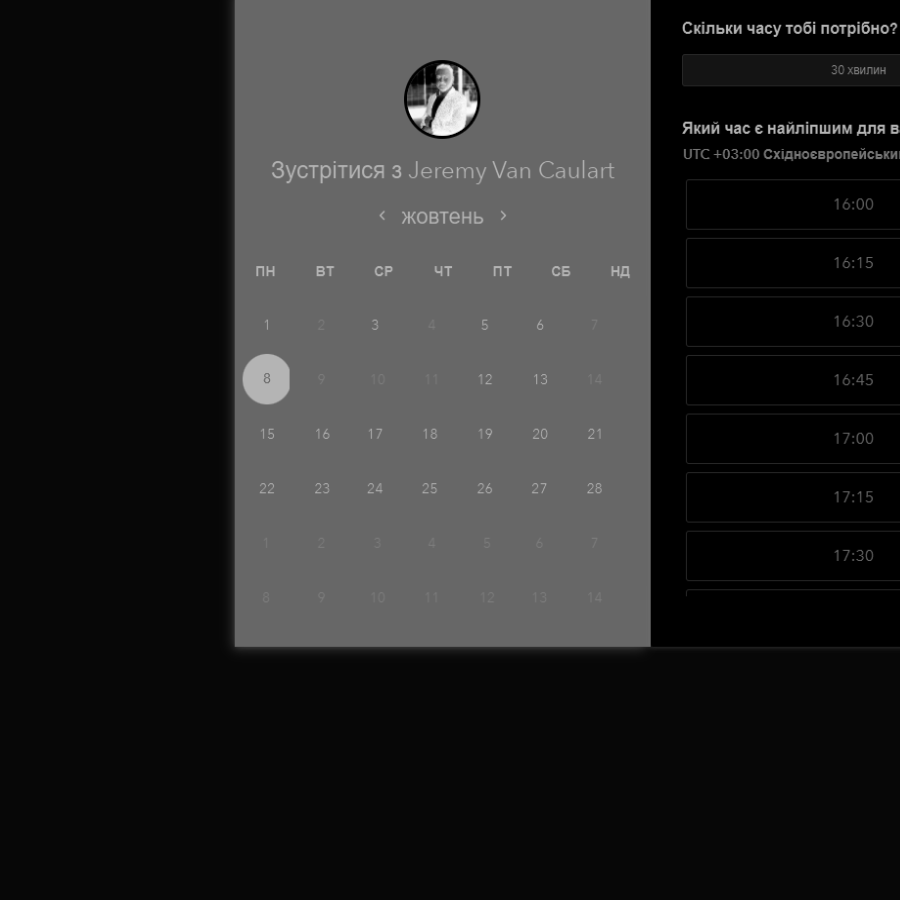 Зустрітися з Jeremy Van Caulart
жовтень
ПН ВТ СР ЧТ ПТ СБ НД
1 2 3 4 5 6 7
8 9 10 11 12 13 14
15 16 17 18 19 20 21
22 23 24 25 26 27 28
1 2 3 4 5 6 7
8 9 10 11 12 13 14
Скільки часу тобі потрібно?
30 хвилин
Який час є найліпшим для
UTC +03:00
16:00
16:15
16:30
16:45
17:00
17:15
17:30